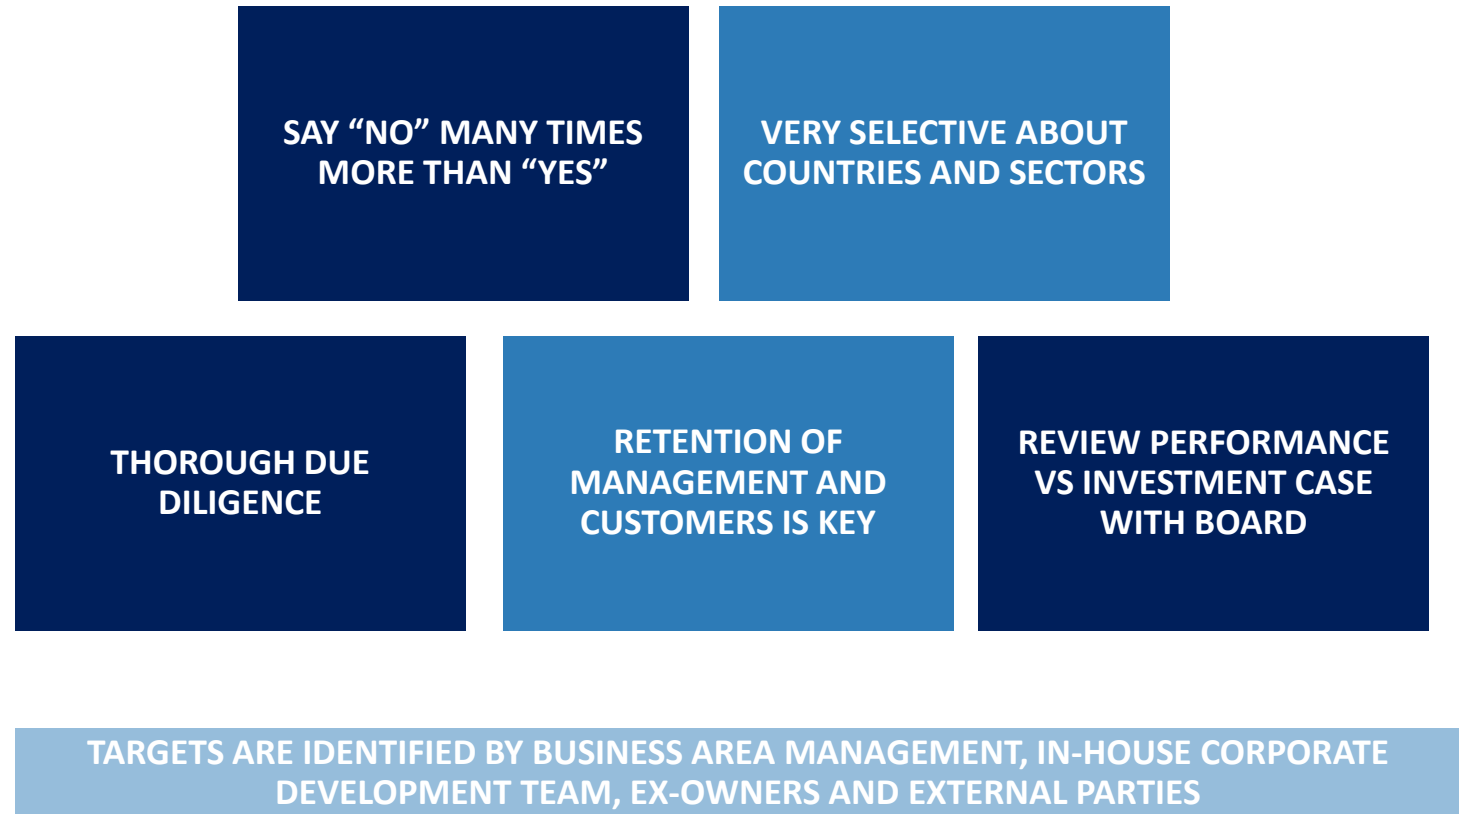 SAY “NO” MANY TIMES
MORE THAN “YES”
VERY SELECTIVE ABOUT
COUNTRIES AND SECTORS
THOROUGH DUE
DILIGENCE
RETENTION OF
MANAGEMENT AND
CUSTOMERS IS KEY
REVIEW PERFORMANCE
VS INVESTMENT CASE
WITH BOARD
TARGETS ARE IDENTIFIED BY BUSINESS AREA MANAGEMENT, IN-HOUSE CORPORATE
DEVELOPMENT TEAM, EX-OWNERS AND EXTERNAL PARTIES